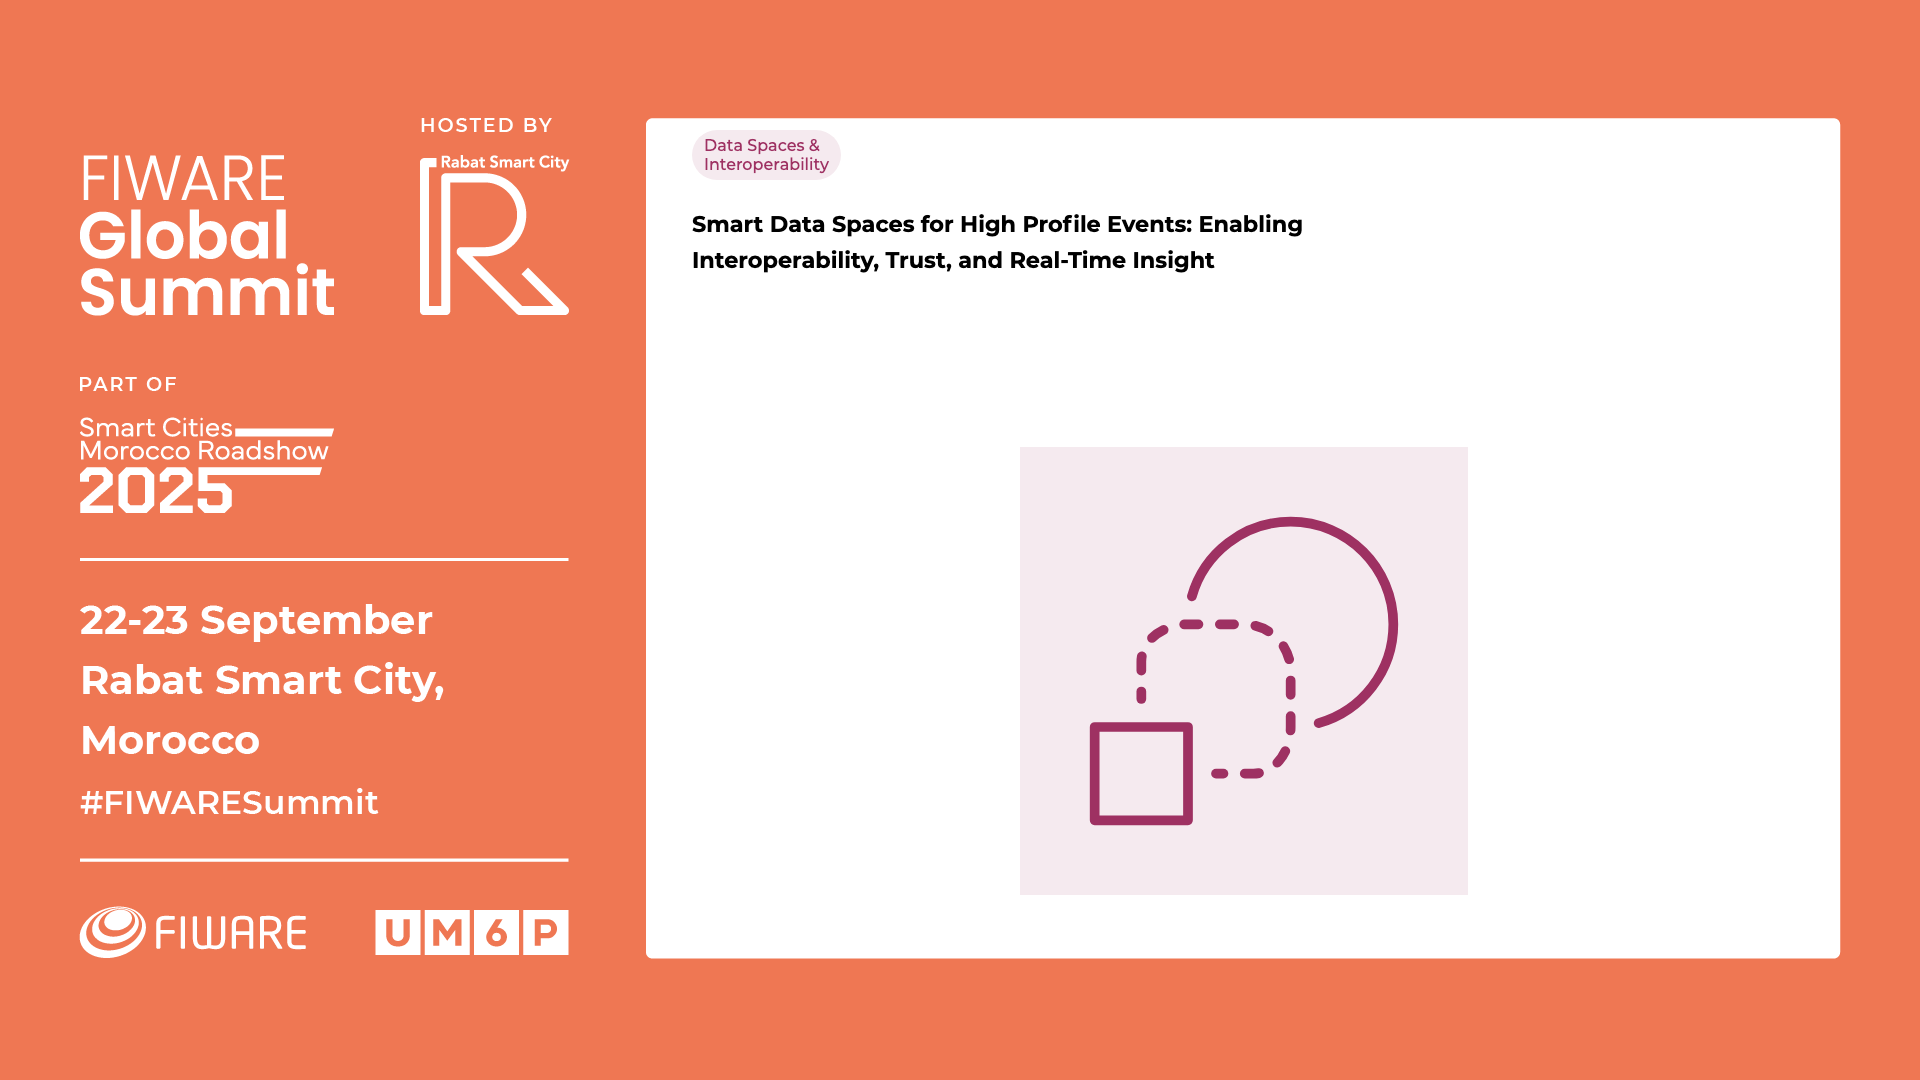 FIWARE
Global
Summit
HOSTED BY
Rabat Smart City
R
PART OF
Smart Cities
Morocco Roadshow
2025
22-23 September
Rabat Smart City,
Morocco
#FIWARESummit
FIWARE
UM6P
Data Spaces &
Interoperability
Smart Data Spaces for High Profile Events: Enabling
Interoperability, Trust, and Real-Time Insight